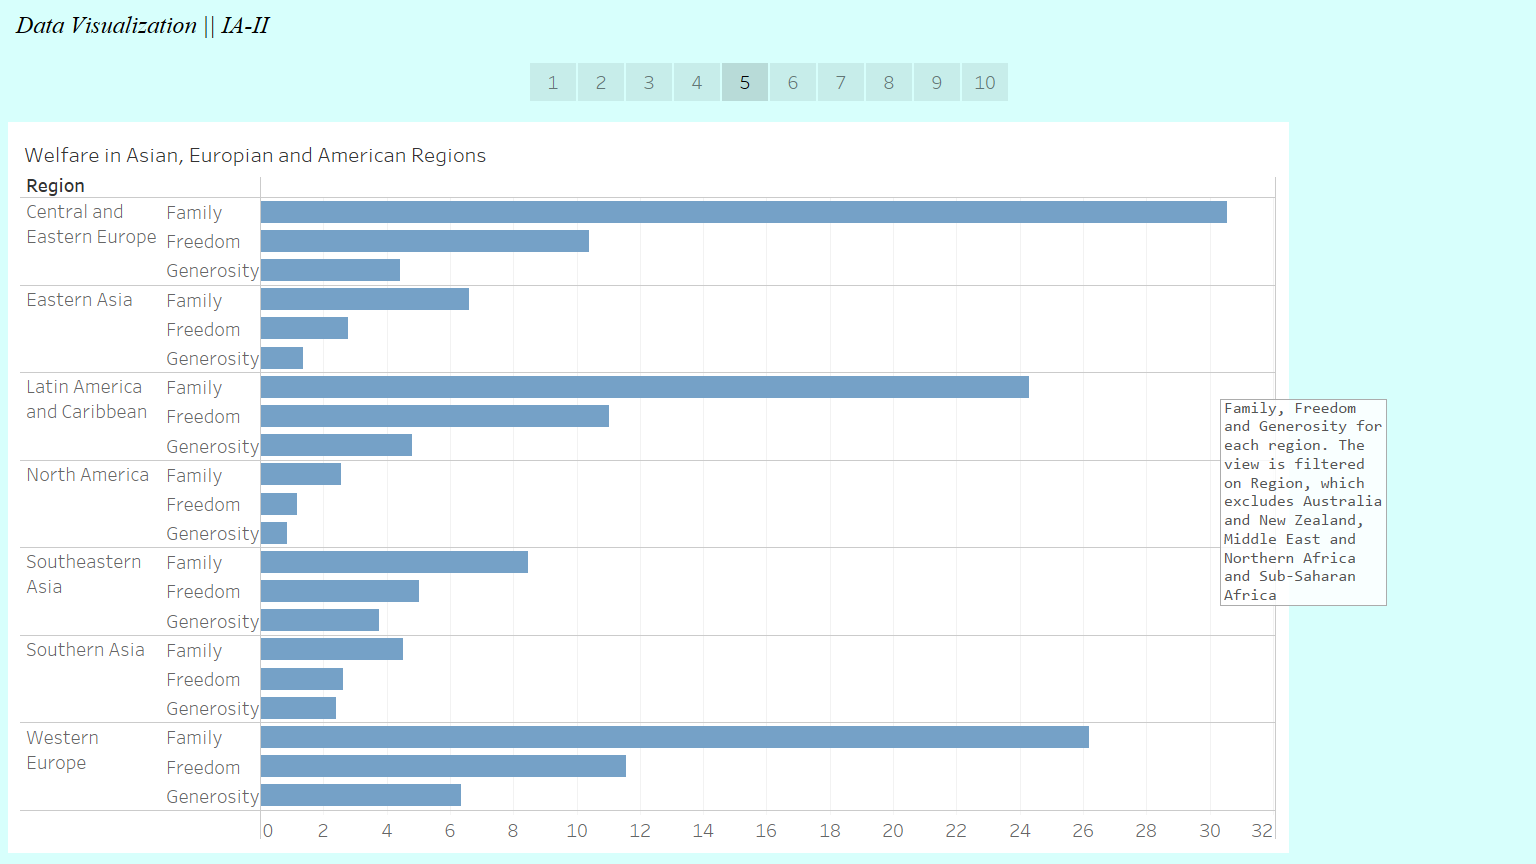 Data Visualization || IA-II
1 2 3 4 5 6 7 8 9 10
Welfare in Asian, Europian and American Regions
Region
Central and
Eastern Europe
Family
Freedom
Generosity
Eastern Asia
Family
Freedom
Generosity
Latin America
and Caribbean
Family
Freedom
Generosity
North America
Family
Freedom
Generosity
Southeastern
Asia
Family
Freedom
Generosity
Southern Asia
Family
Freedom
Generosity
Western
Europe
Family
Freedom
Generosity
0 2 4 6 8 10 12 14 16 18 20 22 24 26 28 30 32
Family, Freedom
and Generosity for
each region. The
view is filtered
on Region, which
excludes Australia
and New Zealand,
Middle East and
Northern Africa
and Sub-Saharan
Africa